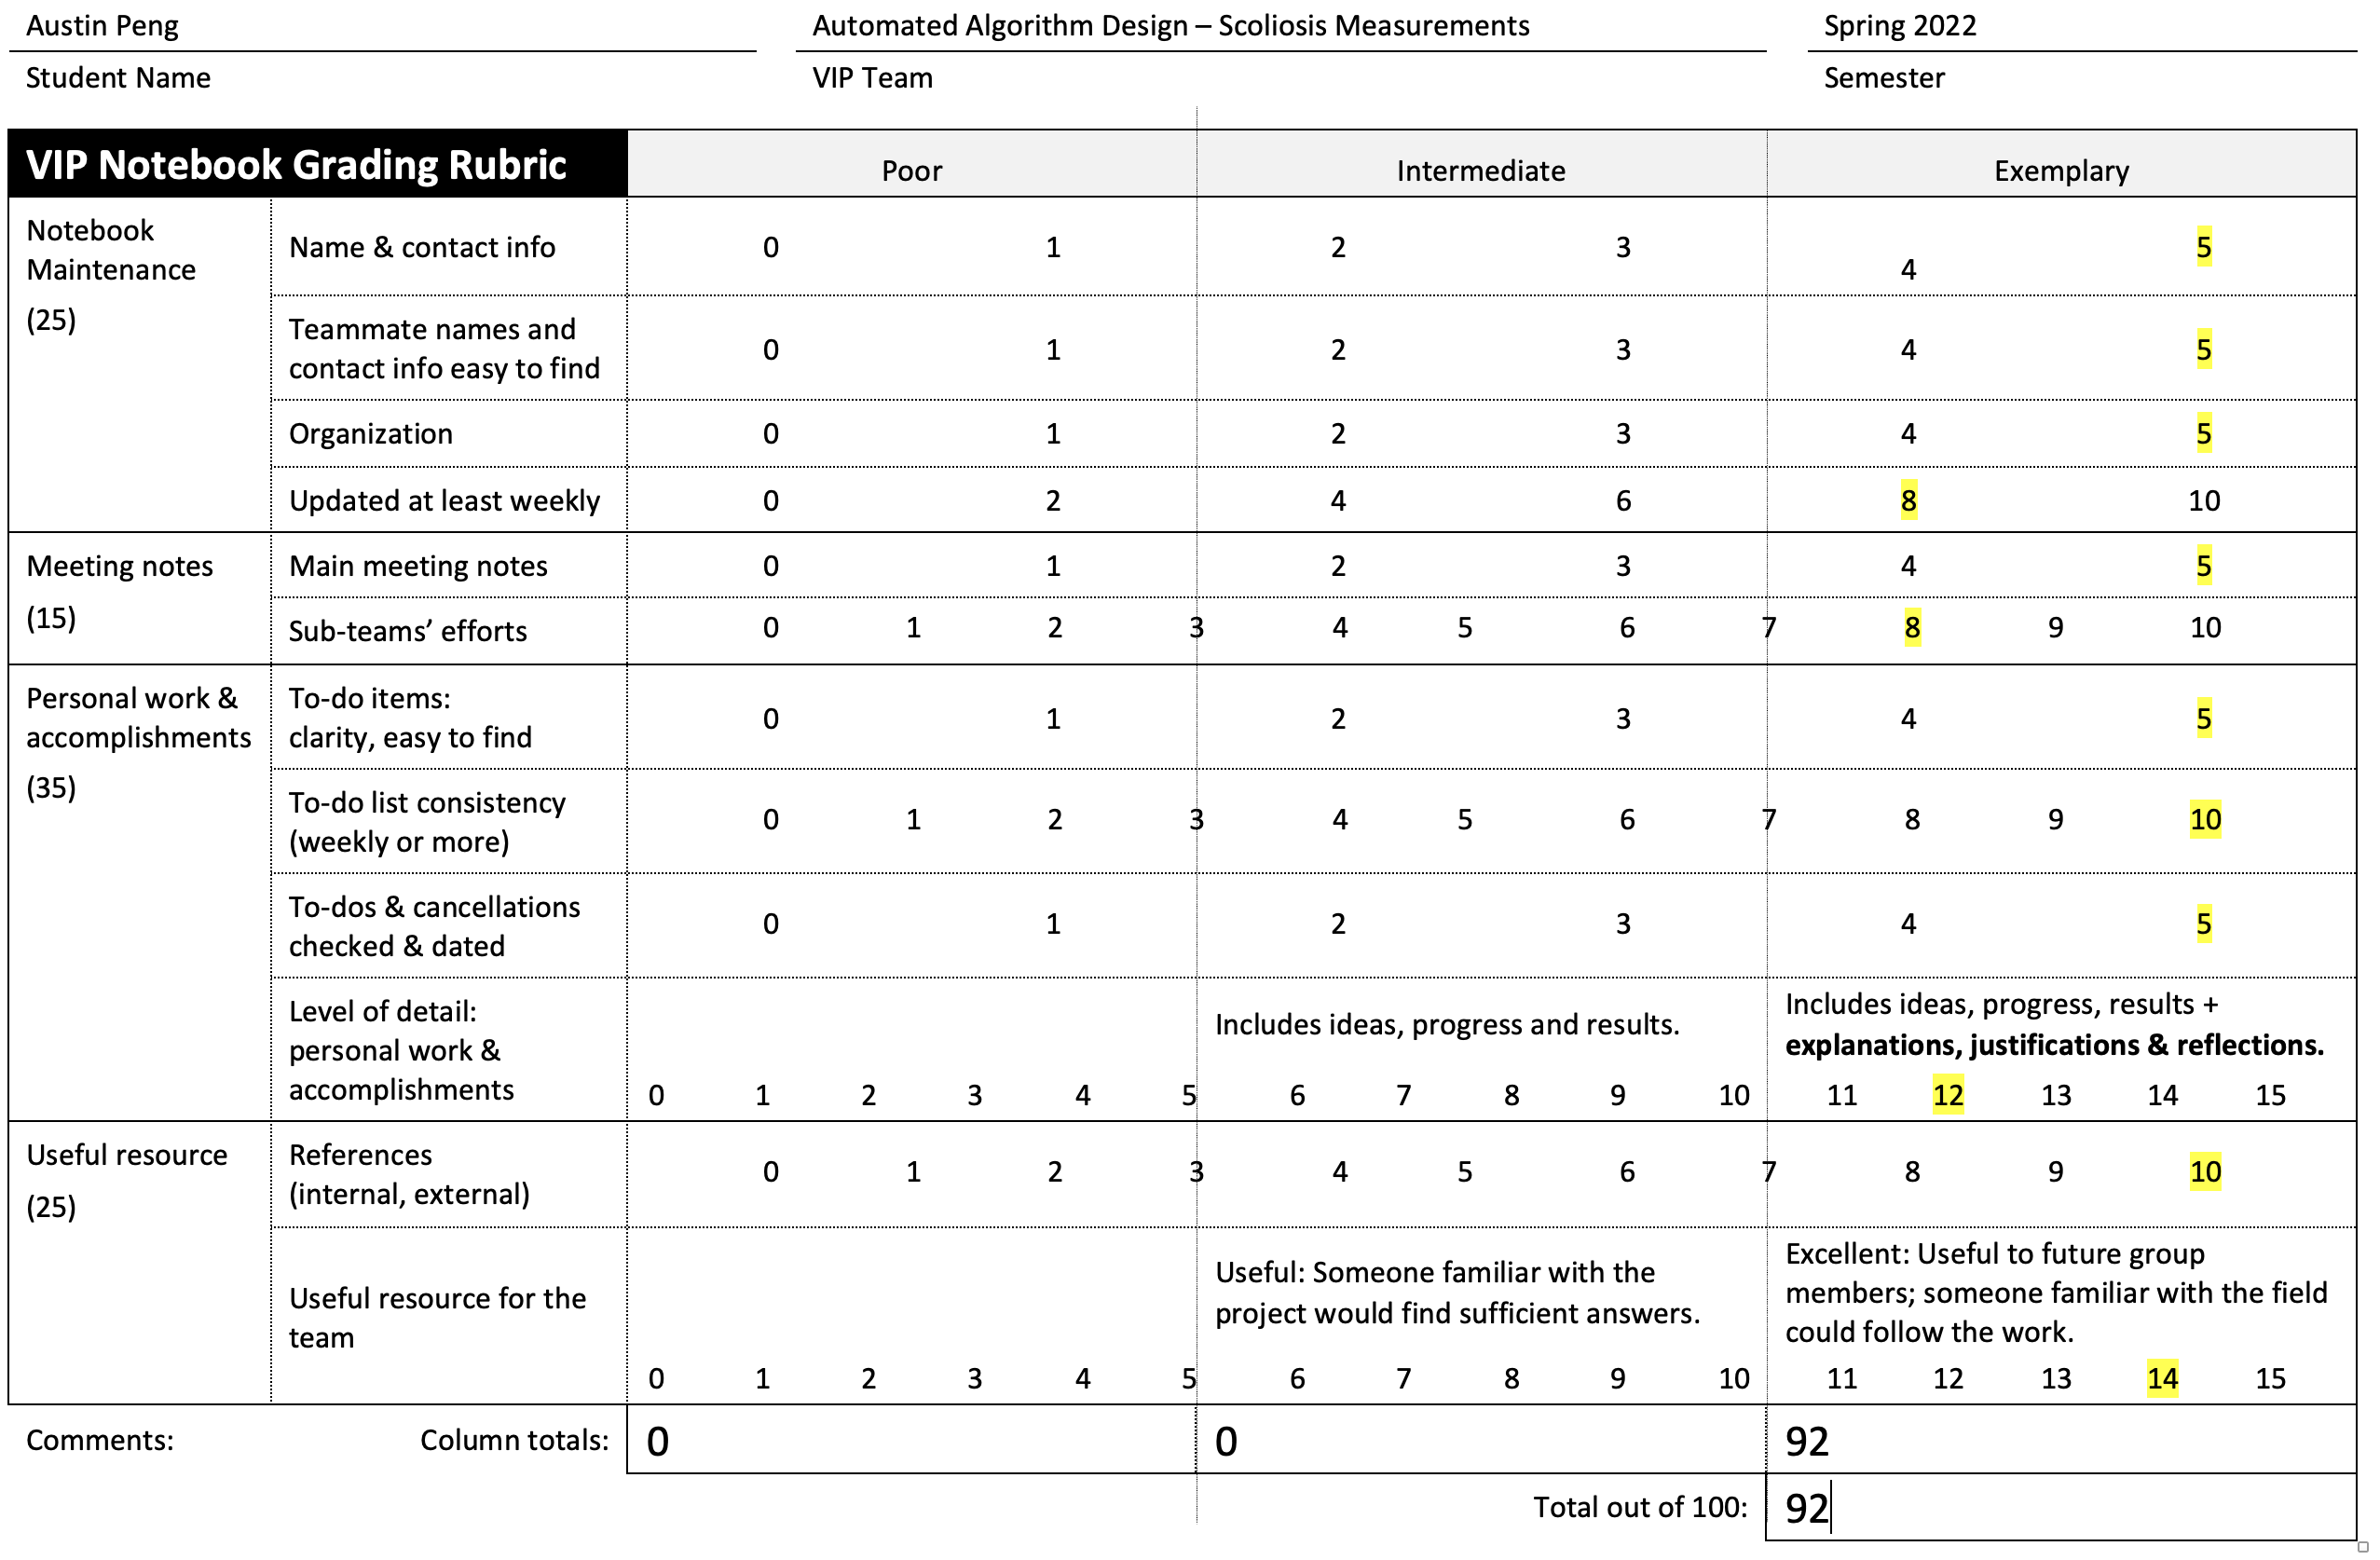 Austin Peng    Automated Algorithm Design – Scoliosis Measurements    Spring 2022
Student Name    VIP Team    Semester
VIP Notebook Grading Rubric    Poor    Intermediate    Exemplary
Notebook
Maintenance
(25)
Name & contact info    0    1    2    3    4    5
Teammate names and
contact info easy to find    0    1    2    3    4    5
Organization    0    1    2    3    4    5
Updated at least weekly    0    2    4    6    8    10
Meeting notes
(15)
Main meeting notes    0    1    2    3    4    5
Sub-teams’ efforts    0    1    2    3    4    5    6    7    8    9    10
Personal work &
accomplishments
(35)
To-do items:
clarity, easy to find    0    1    2    3    4    5
To-do list consistency
(weekly or more)    0    1    2    3    4    5    6    7    8    9    10
To-dos & cancellations
checked & dated    0    1    2    3    4    5
Level of detail:
personal work &
accomplishments
Includes ideas, progress and results.
Includes ideas, progress, results +
explanations, justifications & reflections.
0    1    2    3    4    5    6    7    8    9    10    11    12    13    14    15
Useful resource
(25)
References
(internal, external)    0    1    2    3    4    5    6    7    8    9    10
Useful resource for the
team
Useful: Someone familiar with the
project would find sufficient answers.
Excellent: Useful to future group
members; someone familiar with the field
could follow the work.
0    1    2    3    4    5    6    7    8    9    10    11    12    13    14    15
Comments:    Column totals:    0    0    92
Total out of 100:    92